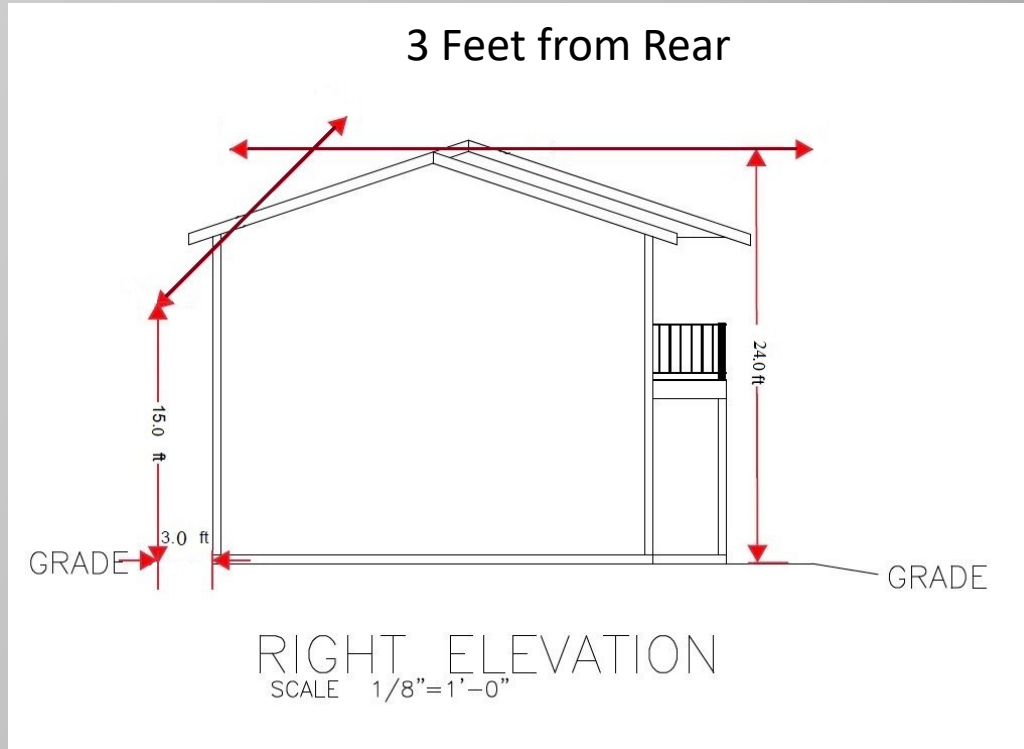 3 Feet from Rear
24.0 ft
15.0 ft
3.0 ft
GRADE
GRADE
RIGHT ELEVATION
SCALE 1/8"=1'-0"